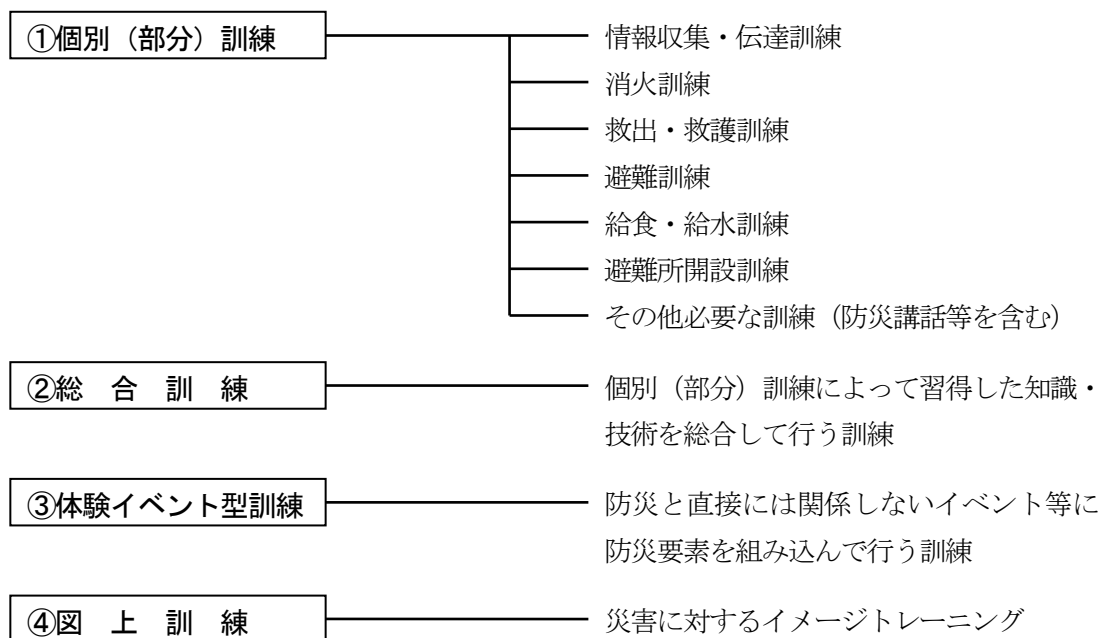 ①個別（部分）訓練
情報収集・伝達訓練
消火訓練
救出・救護訓練
避難訓練
給食・給水訓練
避難所開設訓練
その他必要な訓練（防災講話等を含む）
②総　合　訓　練
個別（部分）訓練によって習得した知識・
技術を総合して行う訓練
③体験イベント型訓練
防災と直接には関係しないイベント等に
防災要素を組み込んで行う訓練
④図　上　訓　練
災害に対するイメージトレーニング